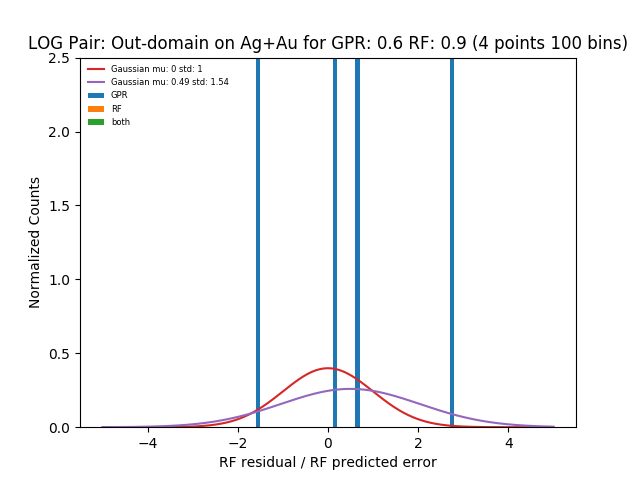 LOG Pair: Out-domain on Ag+Au for GPR: 0.6 RF: 0.9 (4 points 100 bins)
2.5
2.0
1.5
1.0
0.5
0.0
Normalized Counts
Gaussian mu: 0 std: 1
Gaussian mu: 0.49 std: 1.54
GPR
RF
both
−4 −2 0 2 4
RF residual / RF predicted error